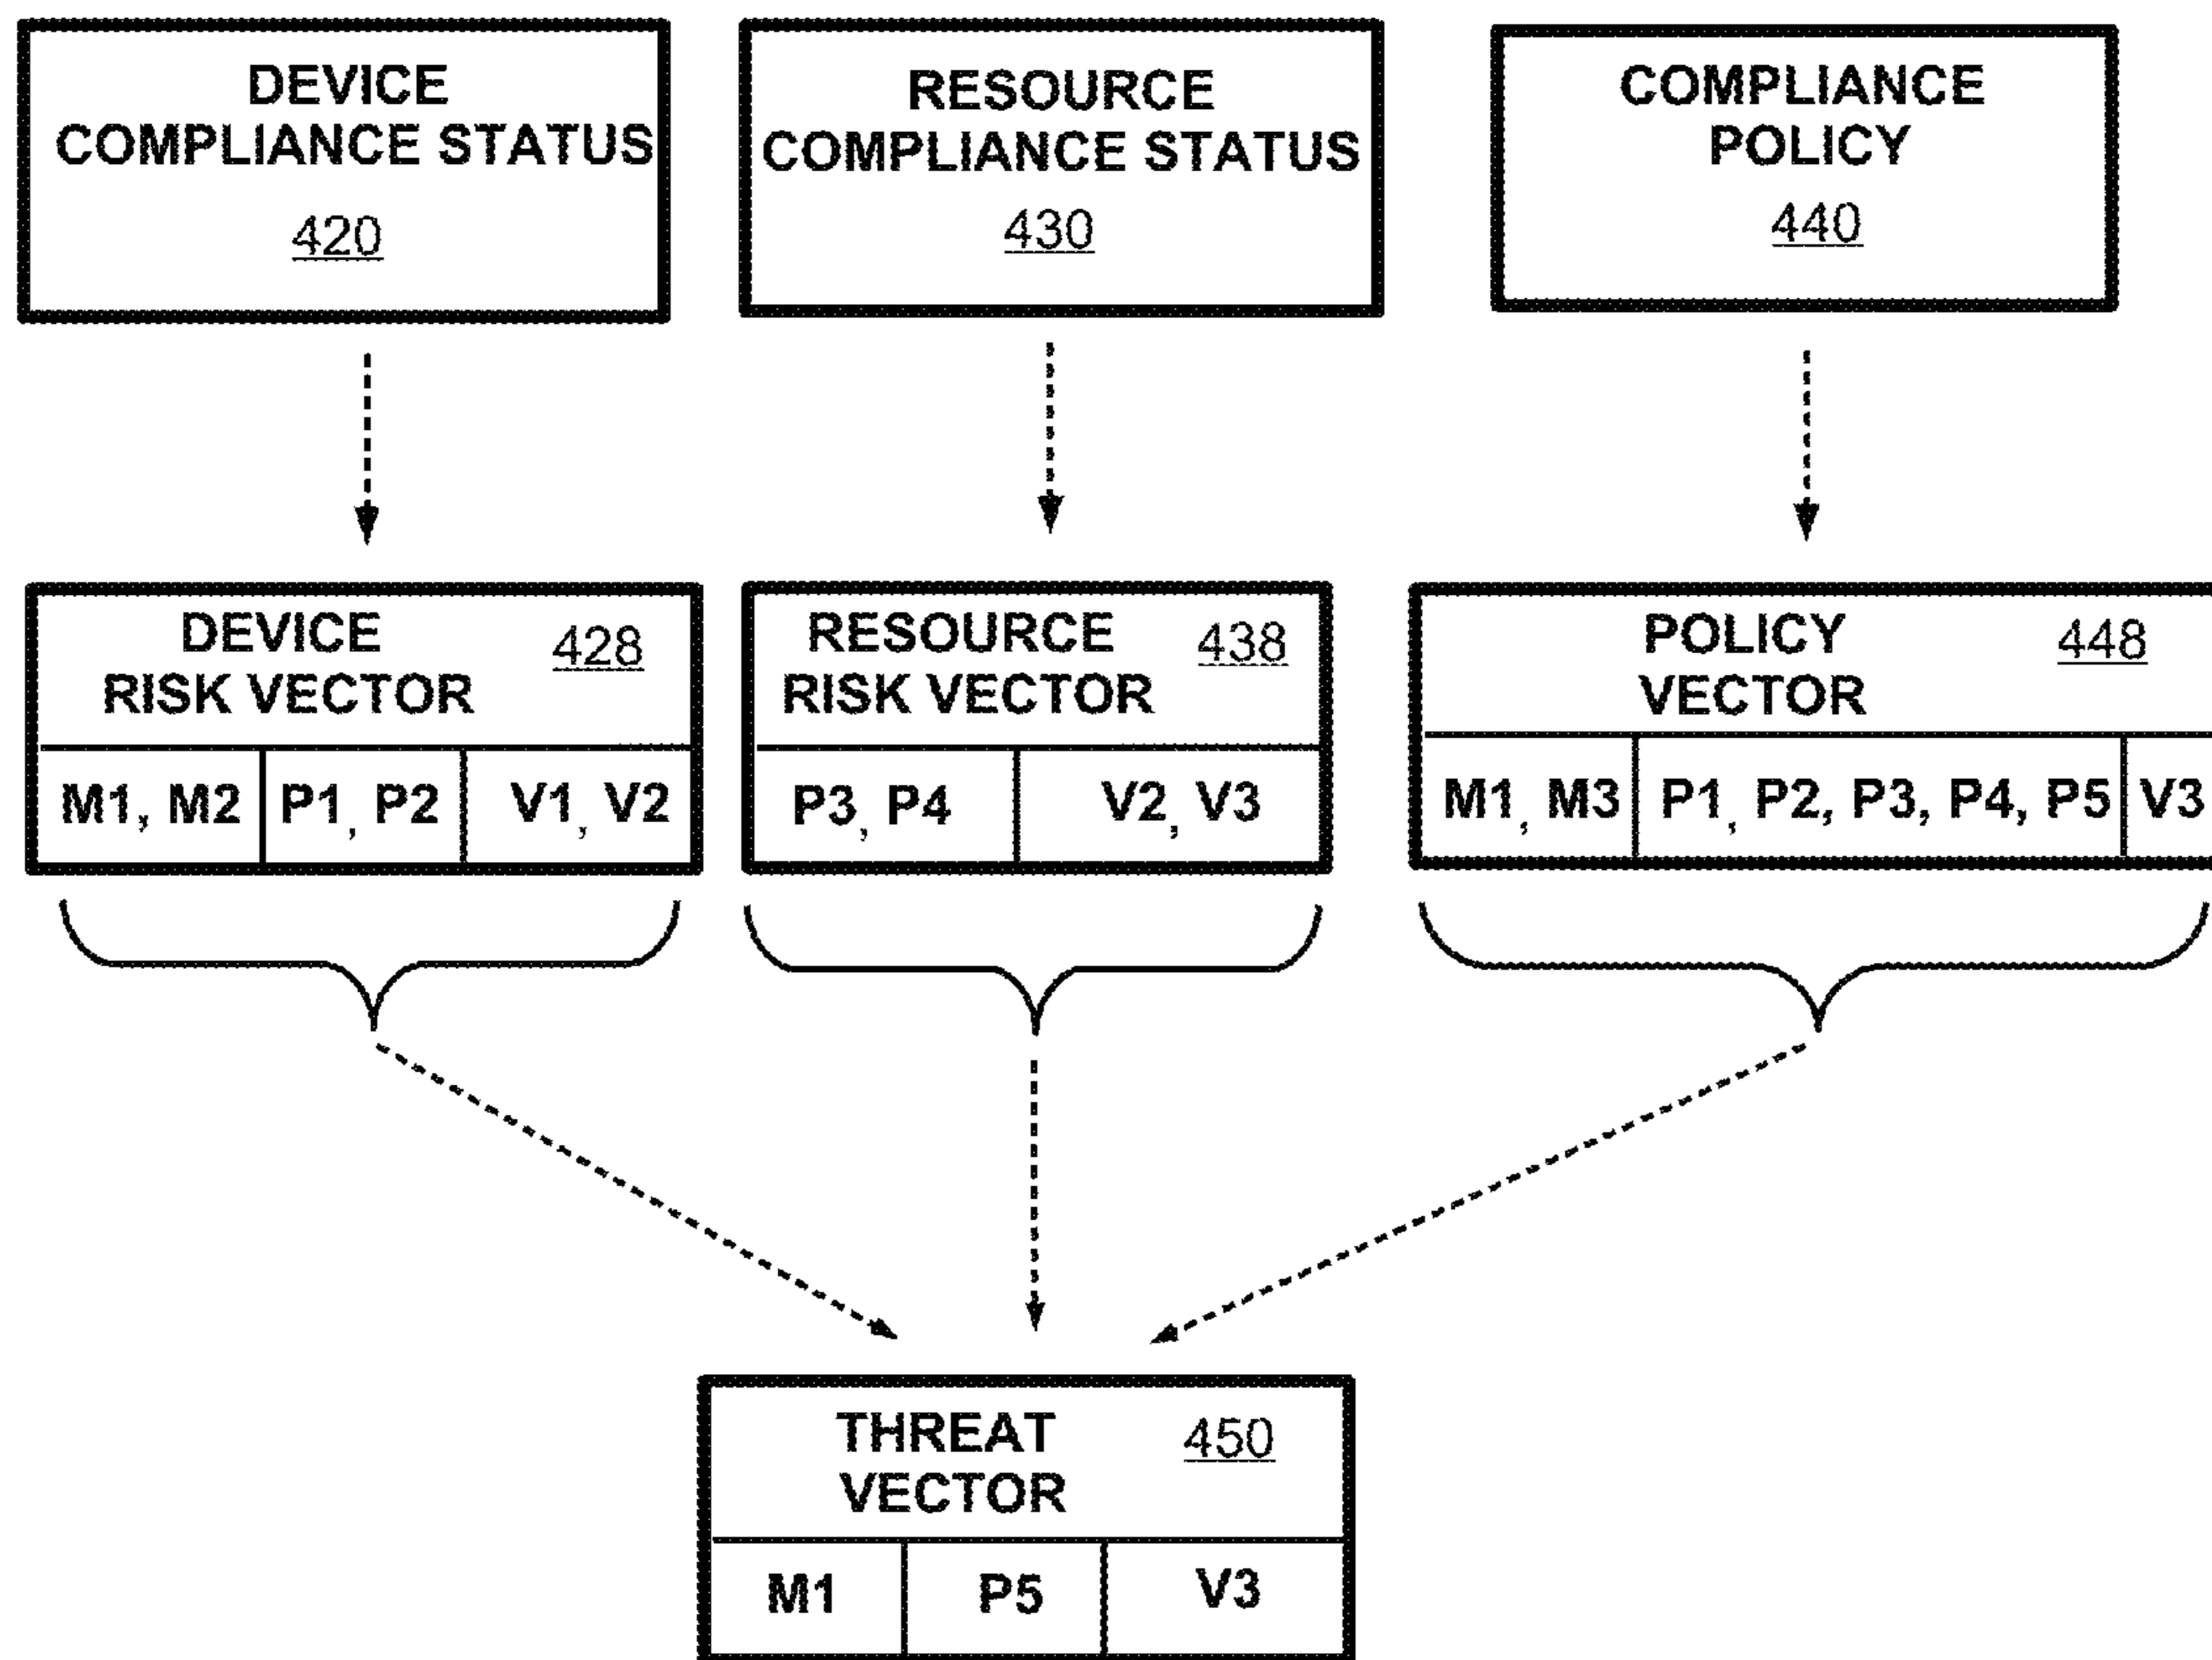 DEVICE
COMPLIANCE STATUS
420
RESOURCE
COMPLIANCE STATUS
430
COMPLIANCE
POLICY
440
DEVICE
RISK VECTOR
428
M1, M2
P1, P2
V1, V2
RESOURCE
RISK VECTOR
438
P3, P4
V2, V3
POLICY
VECTOR
448
M1, M3
P1, P2, P3, P4, P5
V3
THREAT
VECTOR
450
M1
P5
V3